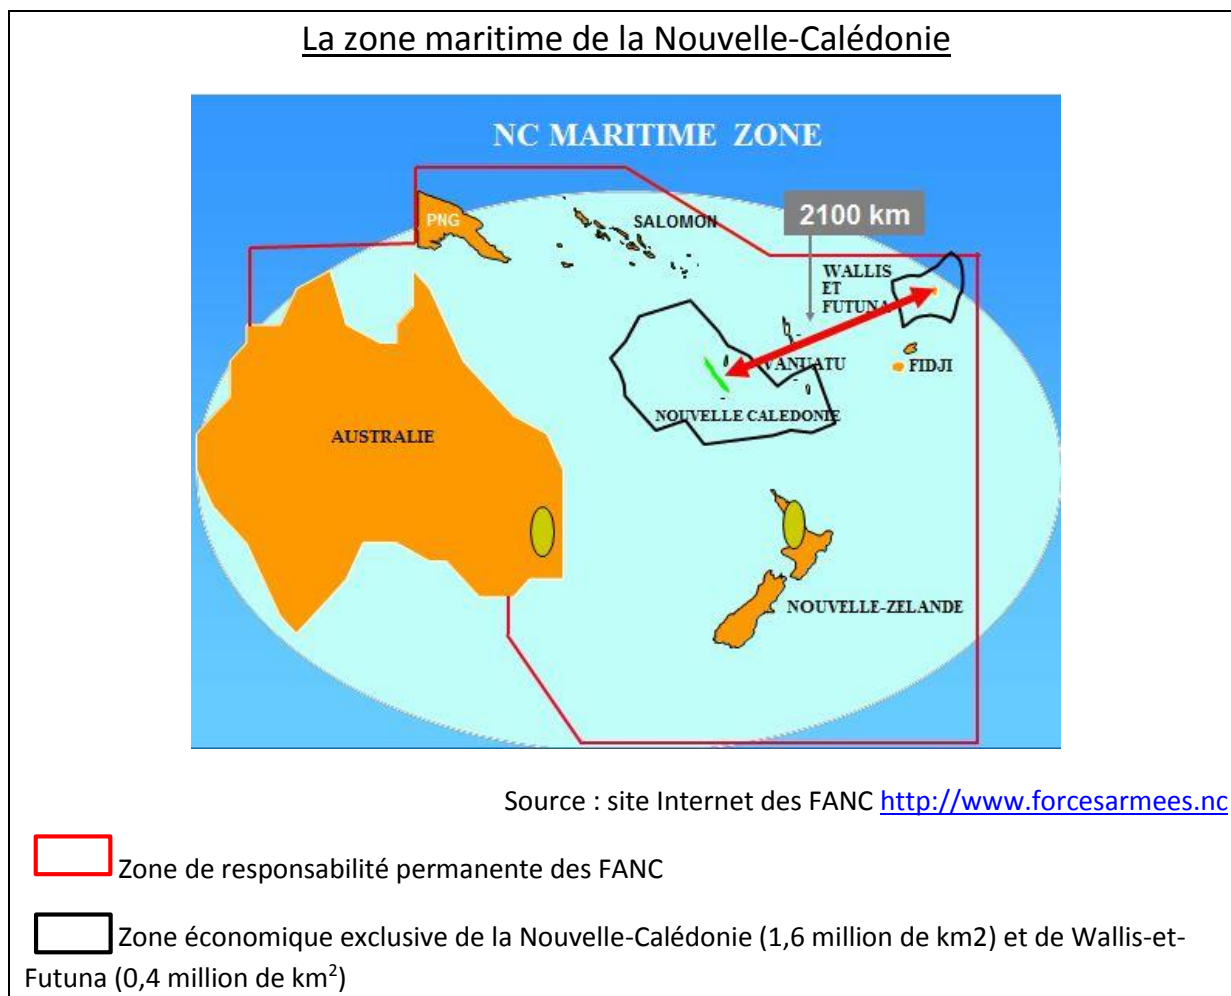 La zone maritime de la Nouvelle-Calédonie
NC MARITIME ZONE
PNG
SALOMON
2100 km
WALLIS
ET
FUTUNA
VANUATU
FIDJI
NOUVELLE CALEDONIE
AUSTRALIE
NOUVELLE-ZELANDE
Source : site Internet des FANC http://www.forcesarmees.nc
Zone de responsabilité permanente des FANC
Zone économique exclusive de la Nouvelle-Calédonie (1,6 million de km2) et de Wallis-et-
Futuna (0,4 million de km²)